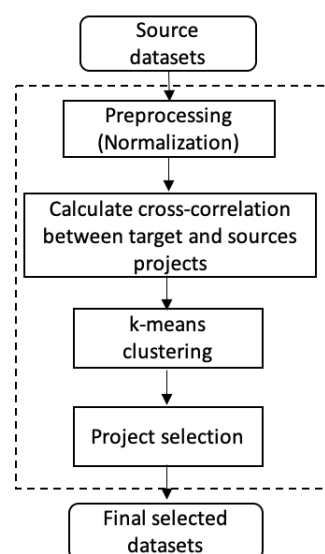 Source
datasets
Preprocessing
(Normalization)
Calculate cross-correlation
between target and sources
projects
k-means
clustering
Project selection
Final selected
datasets